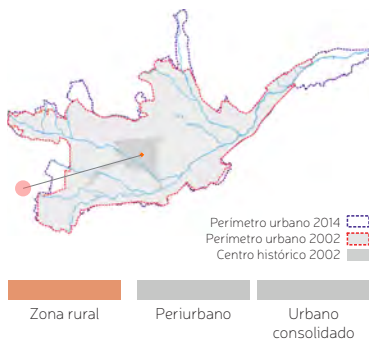 Perímetro urbano 2014
Perímetro urbano 2002
Centro histórico 2002
Zona rural
Periurbano
Urbano
consolidado